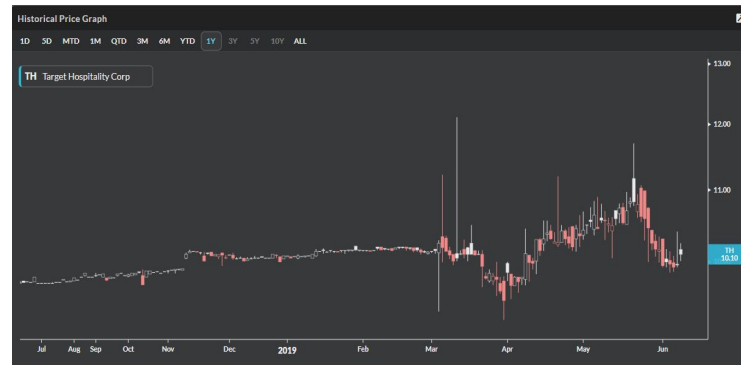 Historical Price Graph
1D 5D MTD 1M QTD 3M 6M YTD 1Y 3Y 5Y 10Y ALL
TH Target Hospitality Corp
13.00
12.00
11.00
TH
10.10
Jul Aug Sep Oct Nov Dec 2019 Feb Mar Apr May Jun